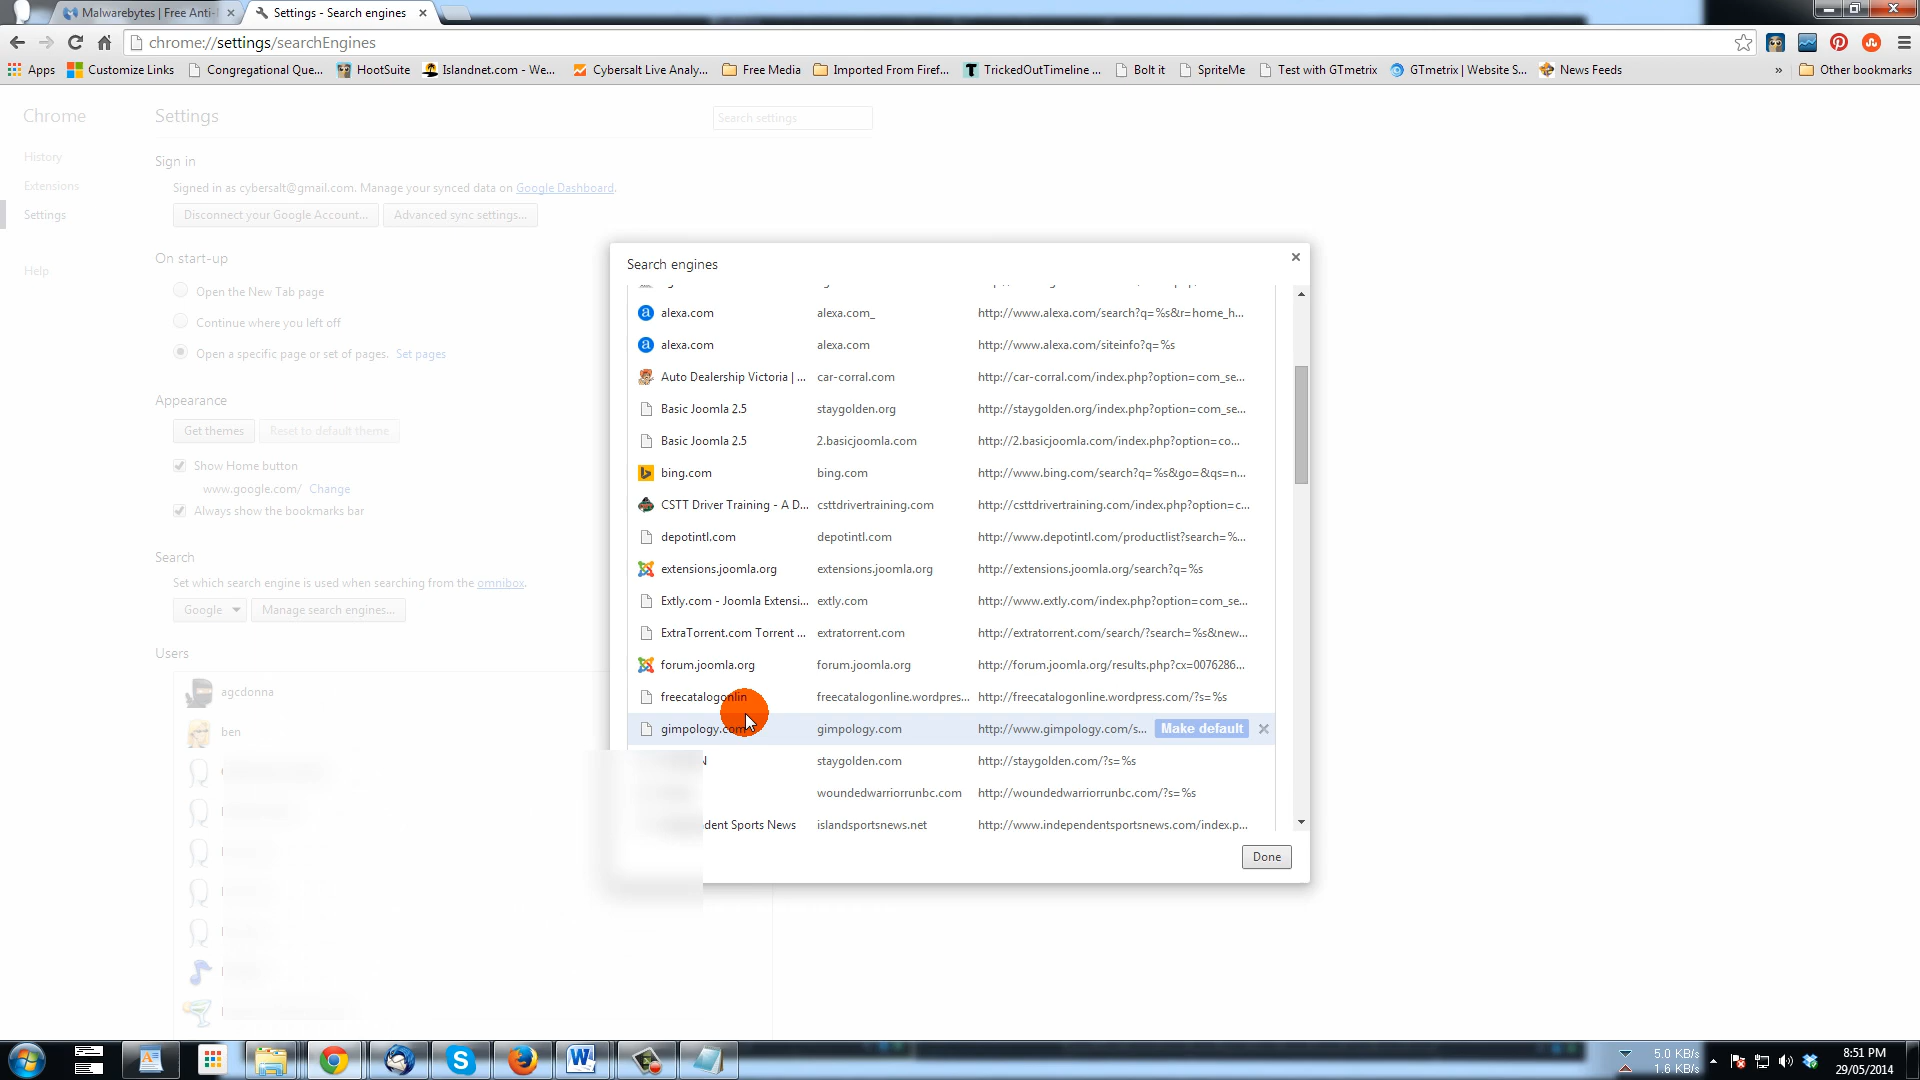 Malwarebytes | Free Anti-
Settings - Search engines
chrome://settings/searchEngines
Apps Customize Links Congregational Que... HootSuite Islandnet.com - We... Cybersalt Live Analy... Free Media Imported From Firef... TrickedOutTimeline ... Bolt it SpriteMe Test with GTmetrix GTmetrix | Website S... News Feeds » Other bookmarks
Chrome
History
Extensions
Settings
Help
Settings
Search settings
Sign in
Signed in as cybersalt@gmail.com. Manage your synced data on Google Dashboard.
Disconnect your Google Account... Advanced sync settings...
On start-up
Open the New Tab page
Continue where you left off
Open a specific page or set of pages. Set pages
Appearance
Get themes Reset to default theme
Show Home button
www.google.com/ Change
Always show the bookmarks bar
Search
Set which search engine is used when searching from the omnibox.
Google Manage search engines...
Users
agcdonna
ben
Search engines
alexa.com alexa.com_ http://www.alexa.com/search?q=%s&r=home_h...
alexa.com alexa.com http://www.alexa.com/siteinfo?q=%s
Auto Dealership Victoria | ... car-corral.com http://car-corral.com/index.php?option=com_se...
Basic Joomla 2.5 staygolden.org http://staygolden.org/index.php?option=com_se...
Basic Joomla 2.5 2.basicjoomla.com http://2.basicjoomla.com/index.php?option=co...
bing.com bing.com http://www.bing.com/search?q=%s&go=&qs=n...
CSTT Driver Training - A D... csttdrivertraining.com http://csttdrivertraining.com/index.php?option=c...
depotintl.com depotintl.com http://www.depotintl.com/productlist?search=%...
extensions.joomla.org extensions.joomla.org http://extensions.joomla.org/search?q=%s
Extly.com - Joomla Extensi... extly.com http://www.extly.com/index.php?option=com_se...
ExtraTorrent.com Torrent ... extratorrent.com http://extratorrent.com/search/?search=%s&new...
forum.joomla.org forum.joomla.org http://forum.joomla.org/results.php?cx=0076286...
freecatalogonlin freecatalogonline.wordpres... http://freecatalogonline.wordpress.com/?s=%s
gimpology.com gimpology.com http://www.gimpology.com/s... Make default
N staygolden.com http://staygolden.com/?s=%s
woundedwarriorrunbc.com http://woundedwarriorrunbc.com/?s=%s
dent Sports News islandsportsnews.net http://www.independentsportsnews.com/index.p...
Done
5.0 KB/s
1.6 KB/s
8:51 PM
29/05/2014